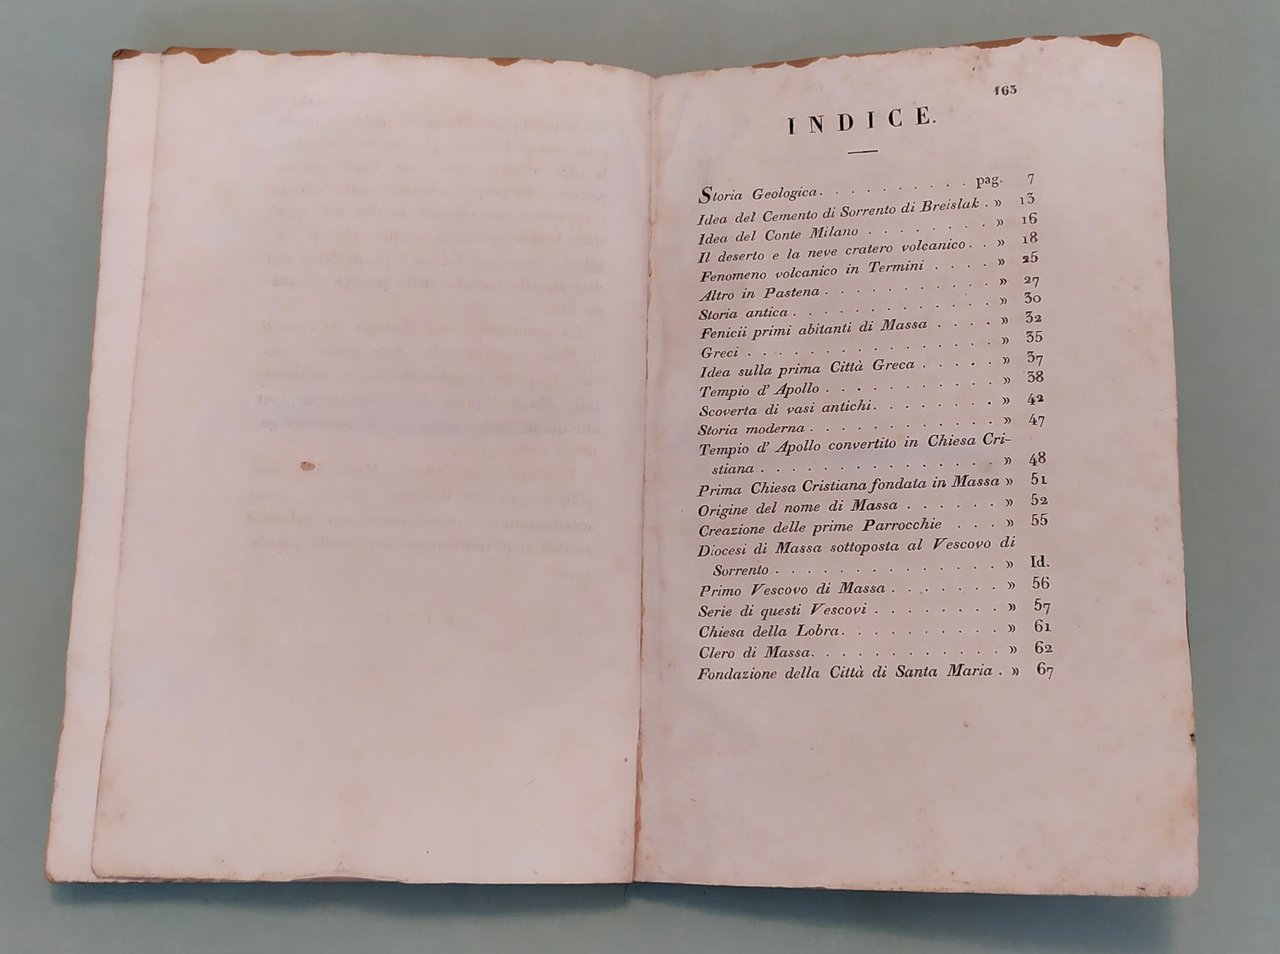 163
INDICE.
Storia Geologica. . . . . . . . . . pag. 7
Idea del Cemento di Sorrento di Breislak . » 13
Idea del Conte Milano . . . . . . . . » 16
Il deserto e la neve cratero volcanico. . » 18
Fenomeno volcanico in Termini . . . . » 25
Altro in Pastena . . . . . . . . . . . » 27
Storia antica . . . . . . . . . . . . » 30
Fenicii primi abitanti di Massa . . . . » 32
Greci . . . . . . . . . . . . . . . » 35
Idea sulla prima Città Greca . . . . . » 37
Tempio d' Apollo . . . . . . . . . . . » 38
Scoverta di vasi antichi. . . . . . . . » 42
Storia moderna . . . . . . . . . . . . » 47
Tempio d' Apollo convertito in Chiesa Cri-
stiana . . . . . . . . . . . . . . . » 48
Prima Chiesa Cristiana fondata in Massa » 51
Origine del nome di Massa . . . . . . » 52
Creazione delle prime Parrocchie . . . » 55
Diocesi di Massa sottoposta al Vescovo di
Sorrento . . . . . . . . . . . . . . » Id.
Primo Vescovo di Massa . . . . . . . » 56
Serie di questi Vescovi . . . . . . . . » 57
Chiesa della Lobra. . . . . . . . . . » 61
Clero di Massa. . . . . . . . . . . . » 62
Fondazione della Città di Santa Maria . » 67